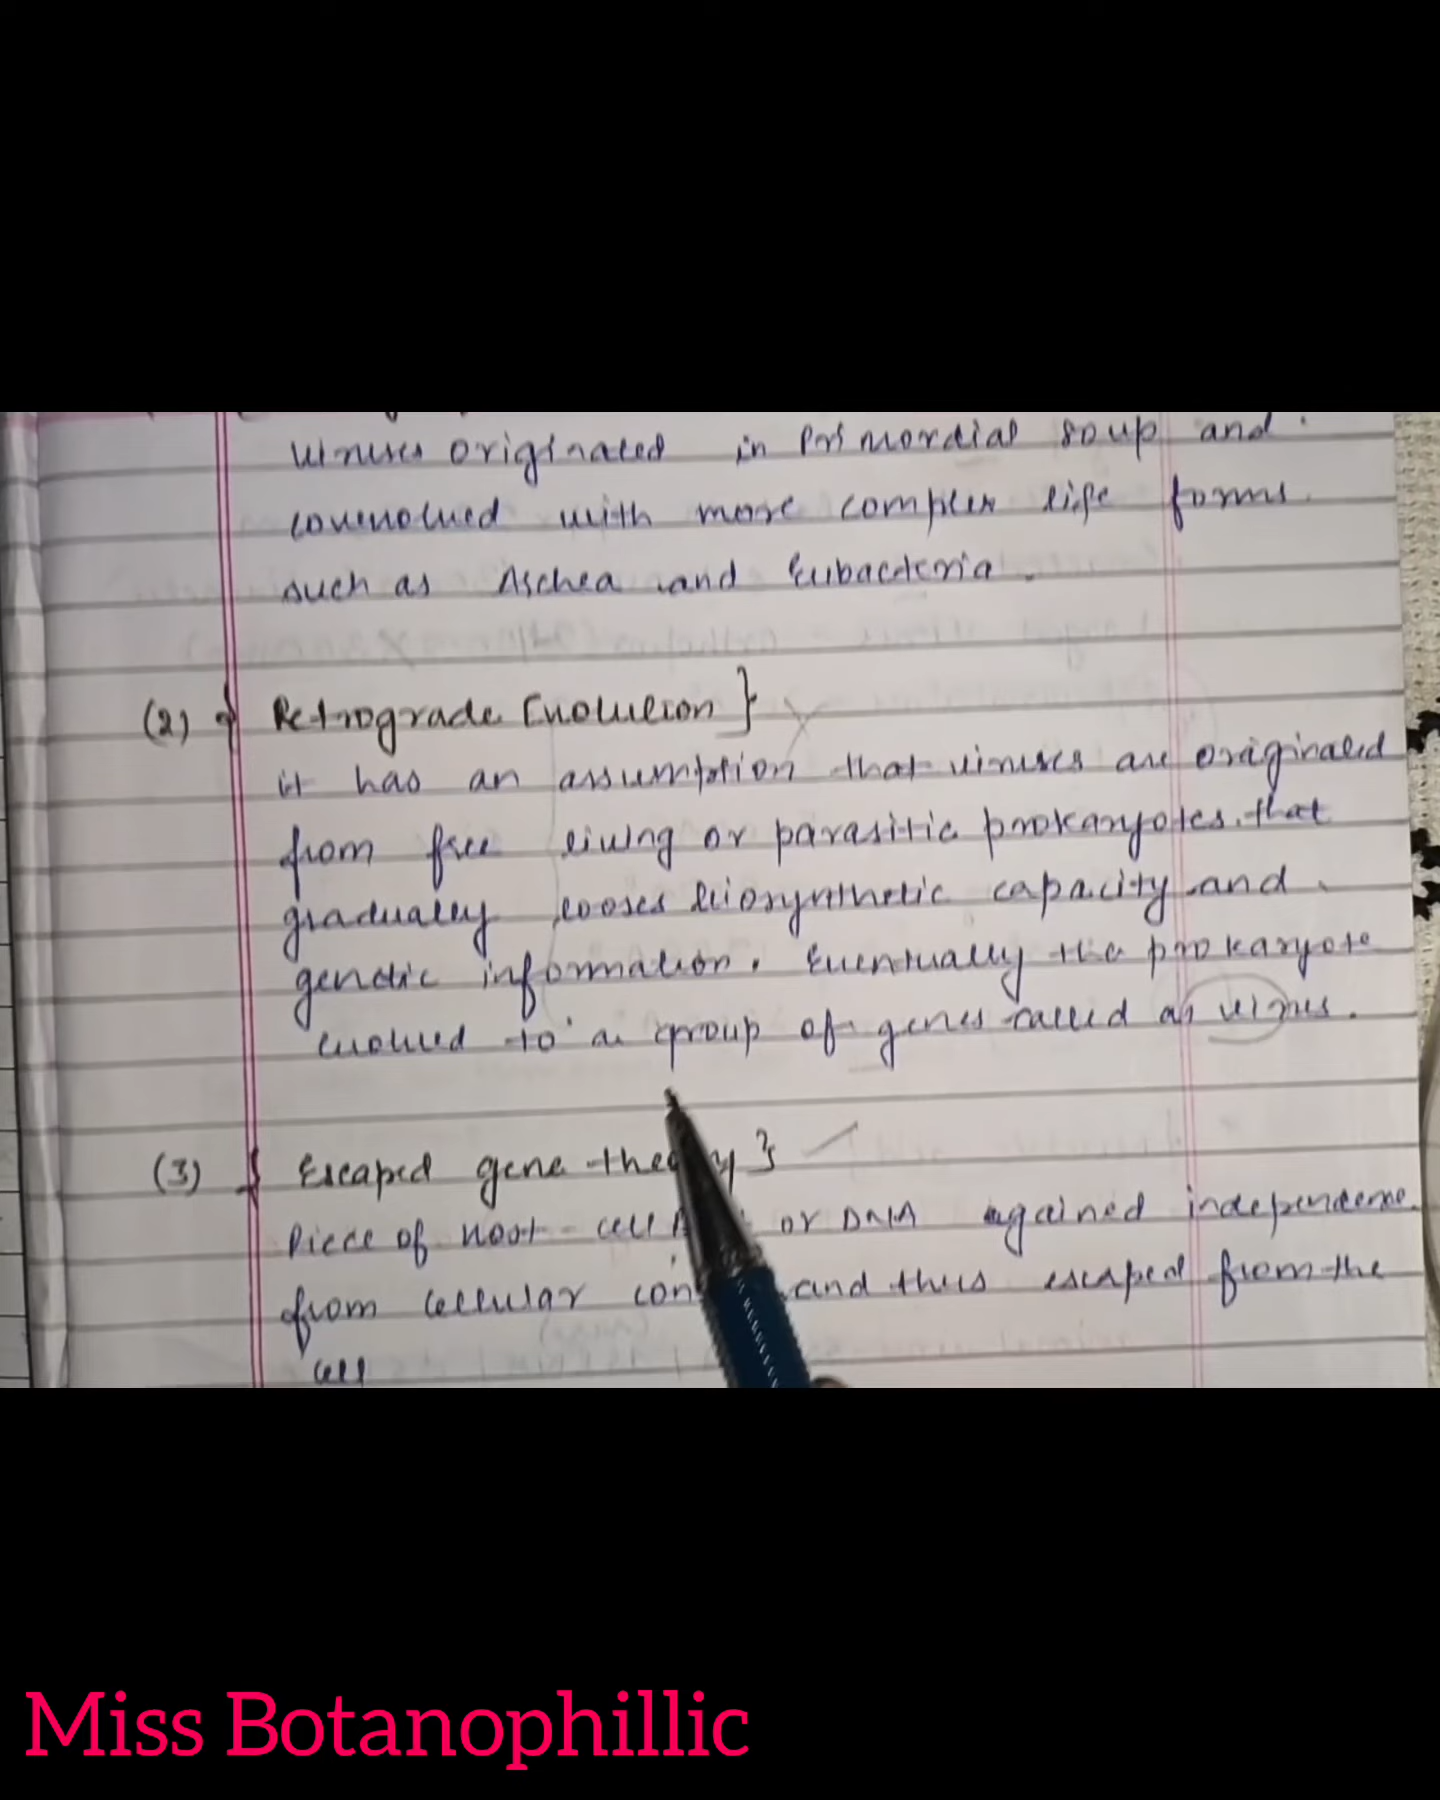 viruses originated in Primordial soup and
coevolved with more complex life forms.
such as Archea and Eubacteria.
(2) { Retrograde Evolution }
it has an assumption that viruses are oraginated
from free living or parasitic prokaryotes that
gradually looses biosynthetic capacity and
genetic information. Eventually the prokaryote
evolved to a group of genes called as virus.
(3) { Escaped gene theory }
Piece of host-cell or DNA gained independence
from cellular and thus escaped from the
cell
Miss Botanophillic